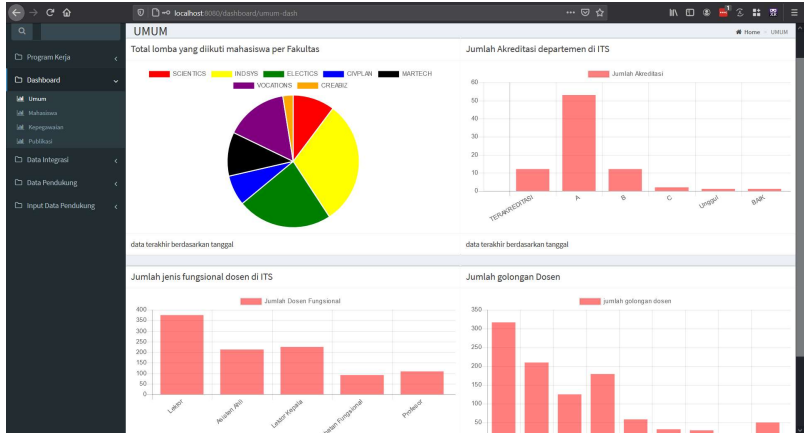 localhost:8080/dashboard/umum-dash
UMUM
Home
UMUM
Program Kerja
Dashboard
Umum
Mahasiswa
Kepegawaian
Publikasi
Data Integrasi
Data Pendukung
Input Data Pendukung
Total lomba yang diikuti mahasiswa per Fakultas
SCIENTICS INDSYS ELECTICS CIVPLAN MARTECH
VOCATIONS CREABIZ
data terakhir berdasarkan tanggal
Jumlah Akreditasi departemen di ITS
Jumlah Akreditasi
60
50
40
30
20
10
0
TERAKREDITASI A B C Unggul BAIK
data terakhir berdasarkan tanggal
Jumlah jenis fungsional dosen di ITS
Jumlah Dosen Fungsional
400
350
300
250
200
150
100
50
0
Lektor Asisten Ahli Lektor Kepala Fungsional Profesor
Jumlah golongan Dosen
jumlah golongan dosen
350
300
250
200
150
100
50